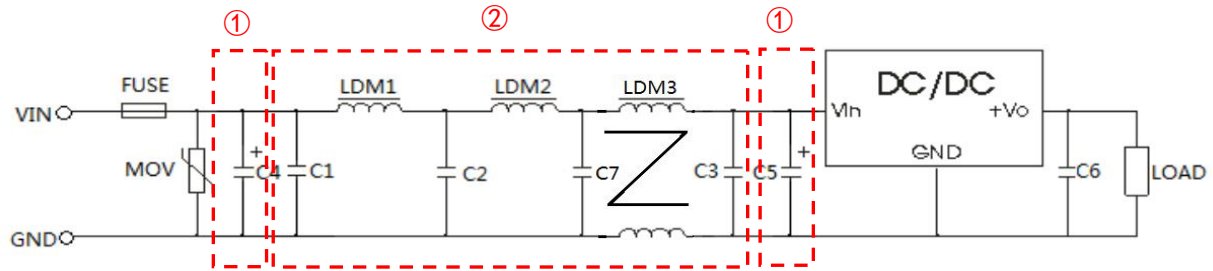 ① ② ①
FUSE LDM1 LDM2 LDM3 DC/DC
VIN Vin +Vo
MOV + C4 C1 C2 C7 C3 C5 + GND C6 LOAD
GND